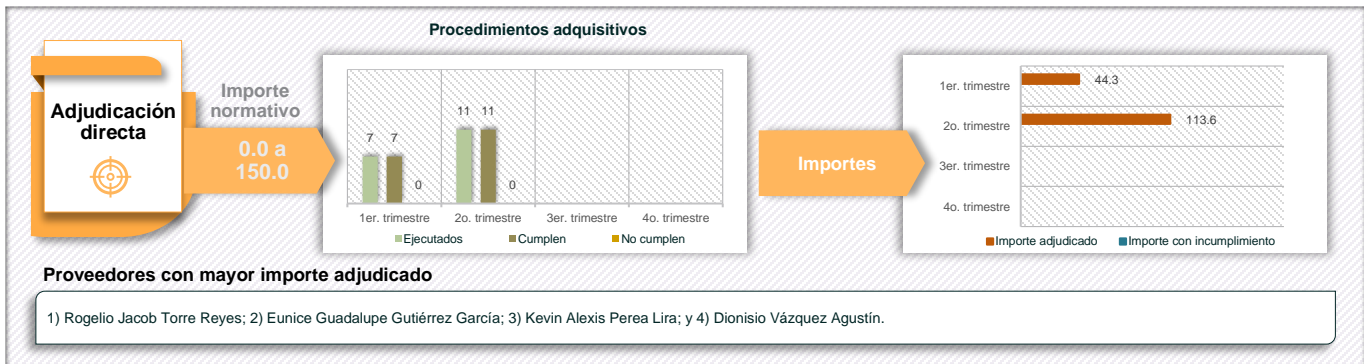 Procedimientos adquisitivos
Adjudicación
directa
Importe
normativo
0.0 a
150.0
7 7 0
11 11 0
1er. trimestre 2o. trimestre 3er. trimestre 4o. trimestre
Ejecutados Cumplen No cumplen
Importes
1er. trimestre 44.3
2o. trimestre 113.6
3er. trimestre
4o. trimestre
Importe adjudicado Importe con incumplimiento
Proveedores con mayor importe adjudicado
1) Rogelio Jacob Torre Reyes; 2) Eunice Guadalupe Gutiérrez García; 3) Kevin Alexis Perea Lira; y 4) Dionisio Vázquez Agustín.